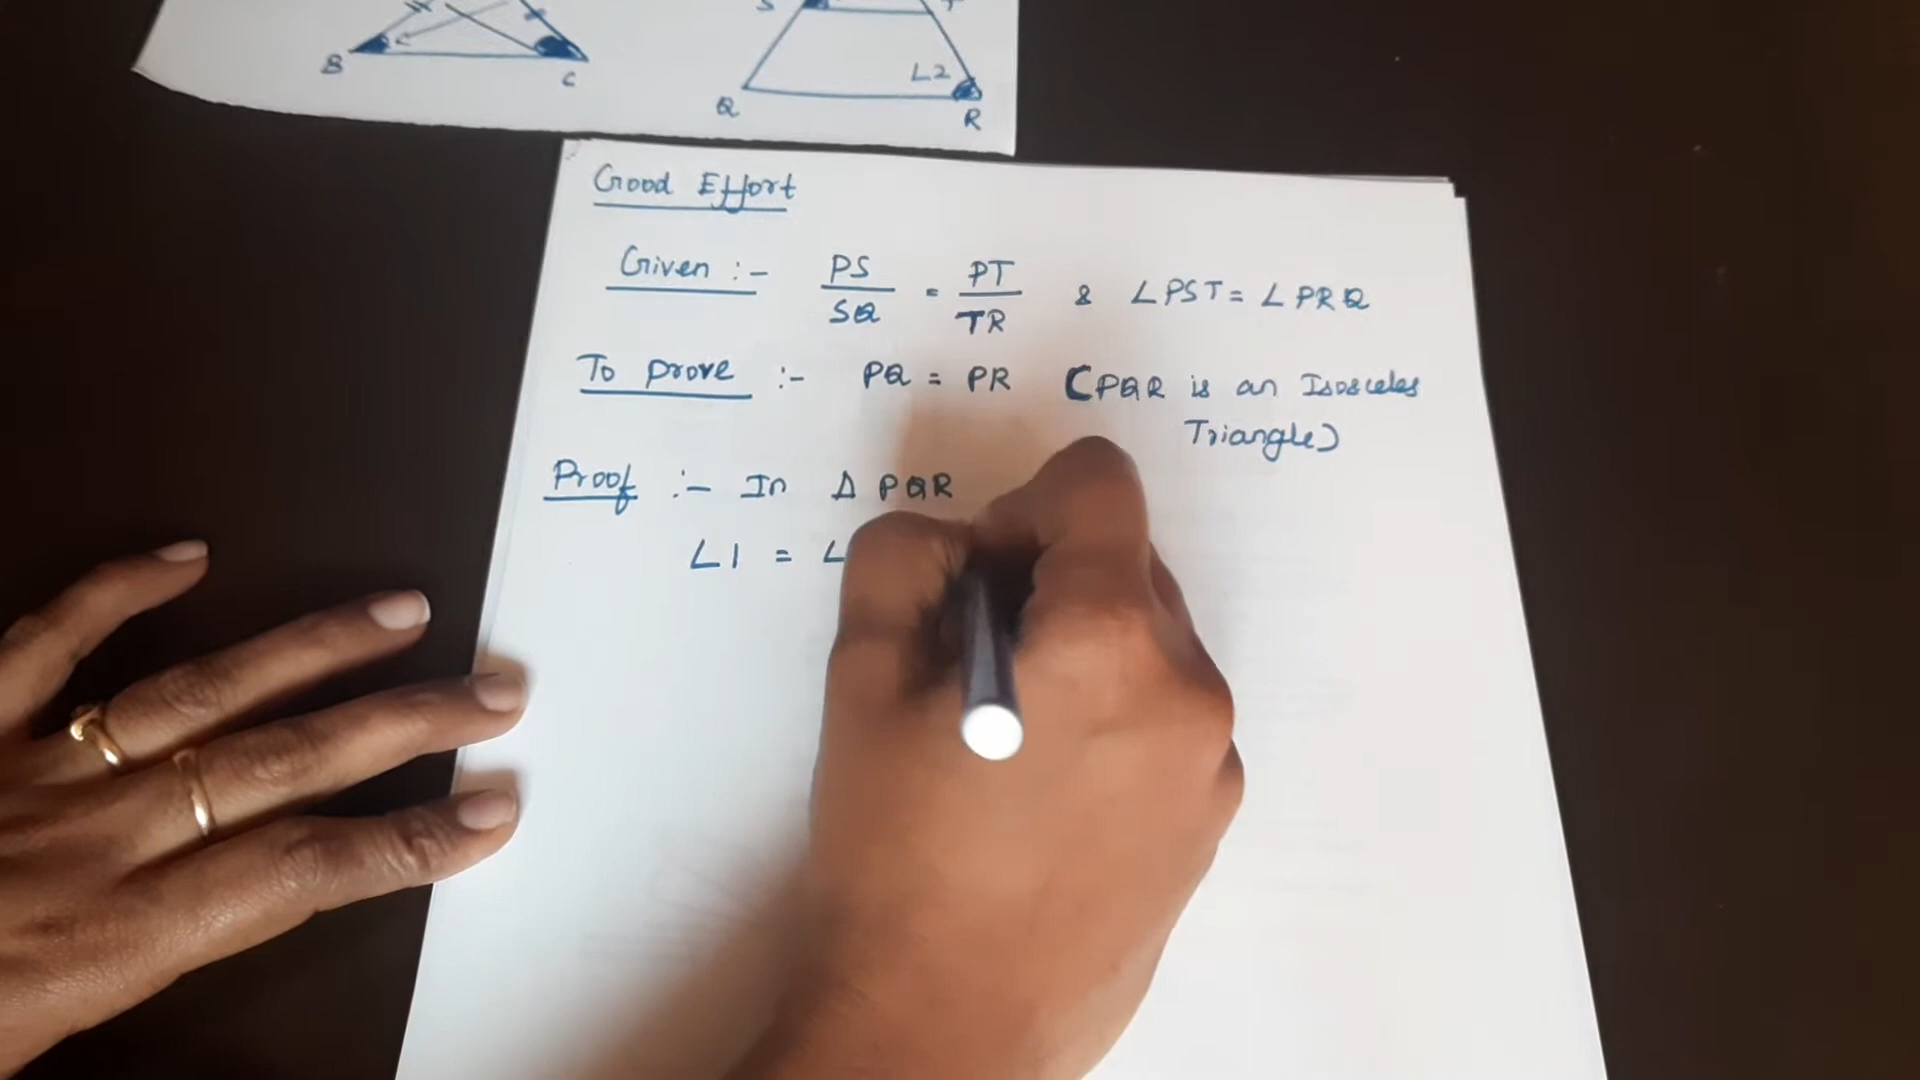 B C
S T
L2
Q R
Good Effort
Given :- PS/SQ = PT/TR & ∠PST = ∠PRQ
To prove :- PQ = PR (PQR is an Isosceles
Triangle)
Proof :- In Δ PQR
∠1 = ∠